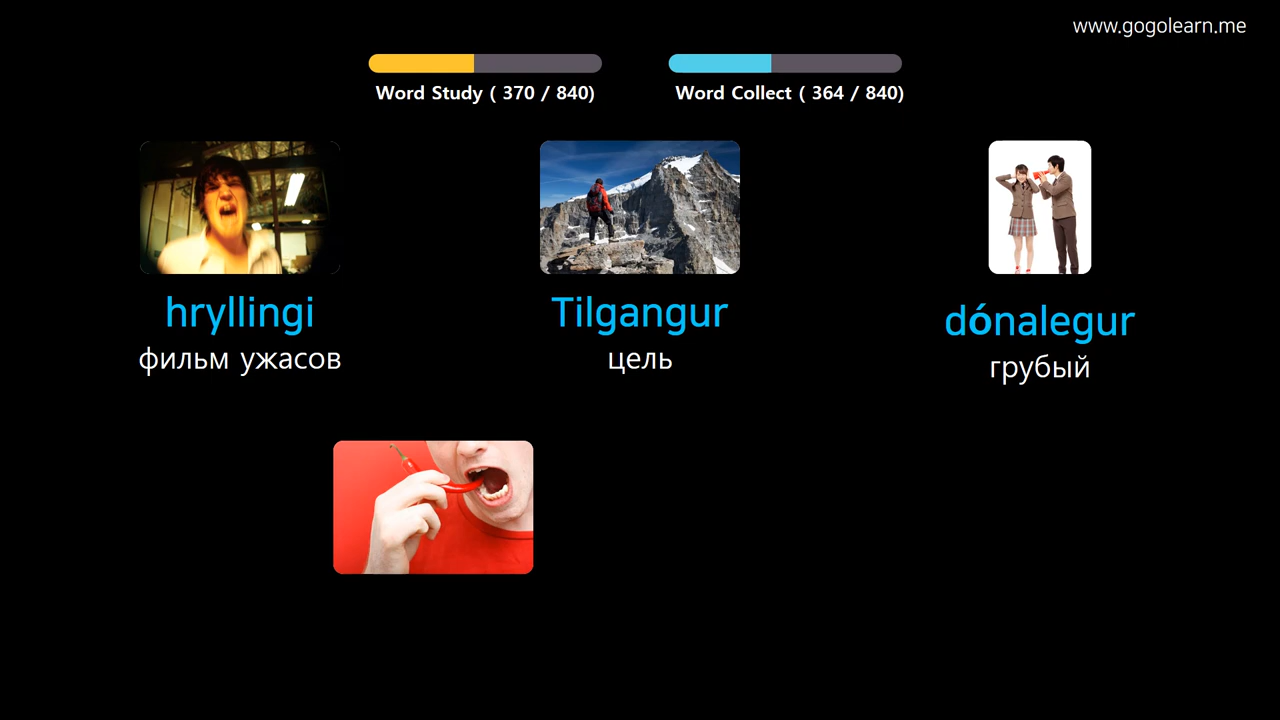 www.gogolearn.me
Word Study ( 370 / 840)
Word Collect ( 364 / 840)
hryllingi
фильм ужасов
Tilgangur
цель
dónalegur
грубый